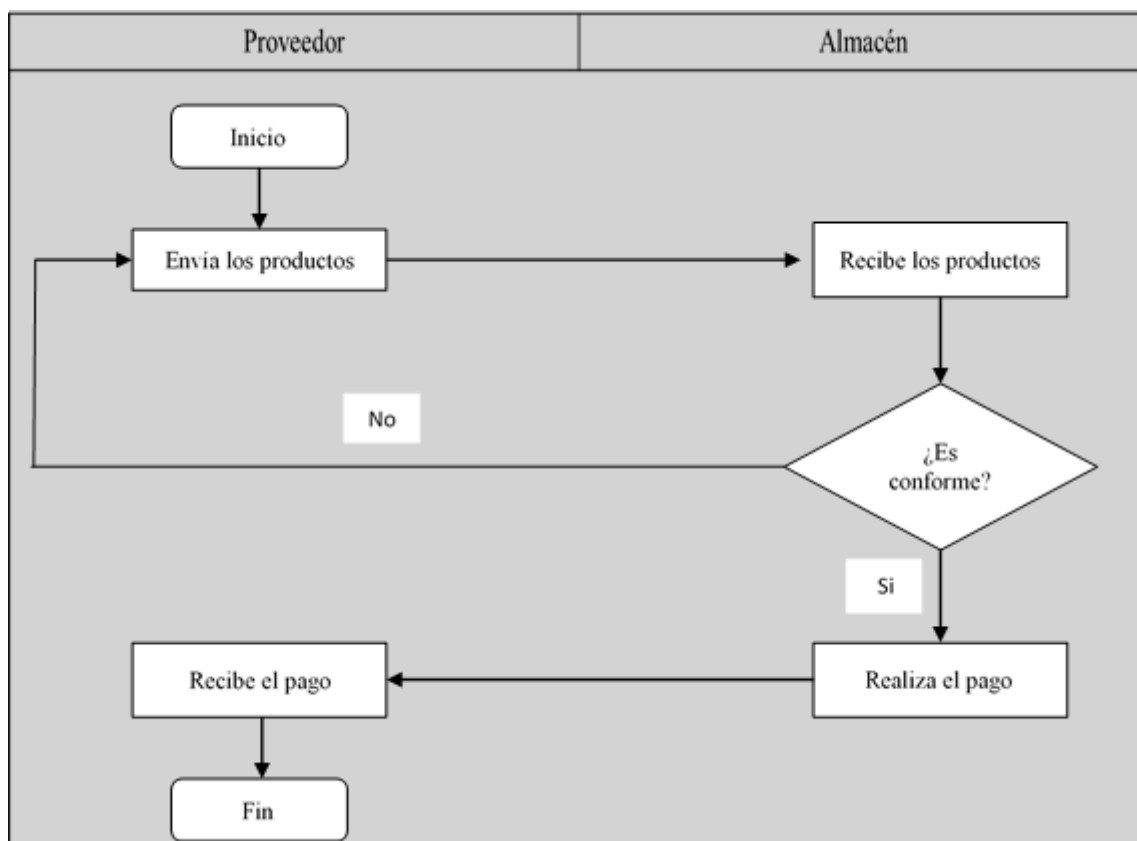 Proveedor
Almacén
Inicio
Envía los productos
Recibe los productos
No
¿Es
conforme?
Si
Recibe el pago
Realiza el pago
Fin